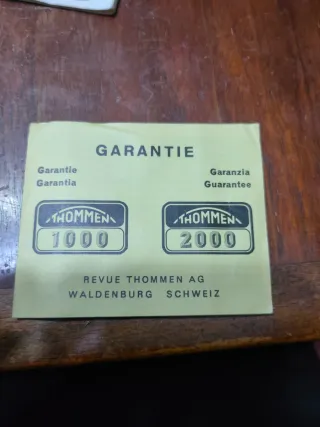 GARANTIE
Garantie Garanzia
Garantia Guarantee
THOMMEN THOMMEN
1000 2000
REVUE THOMMEN AG
WALDENBURG SCHWEIZ